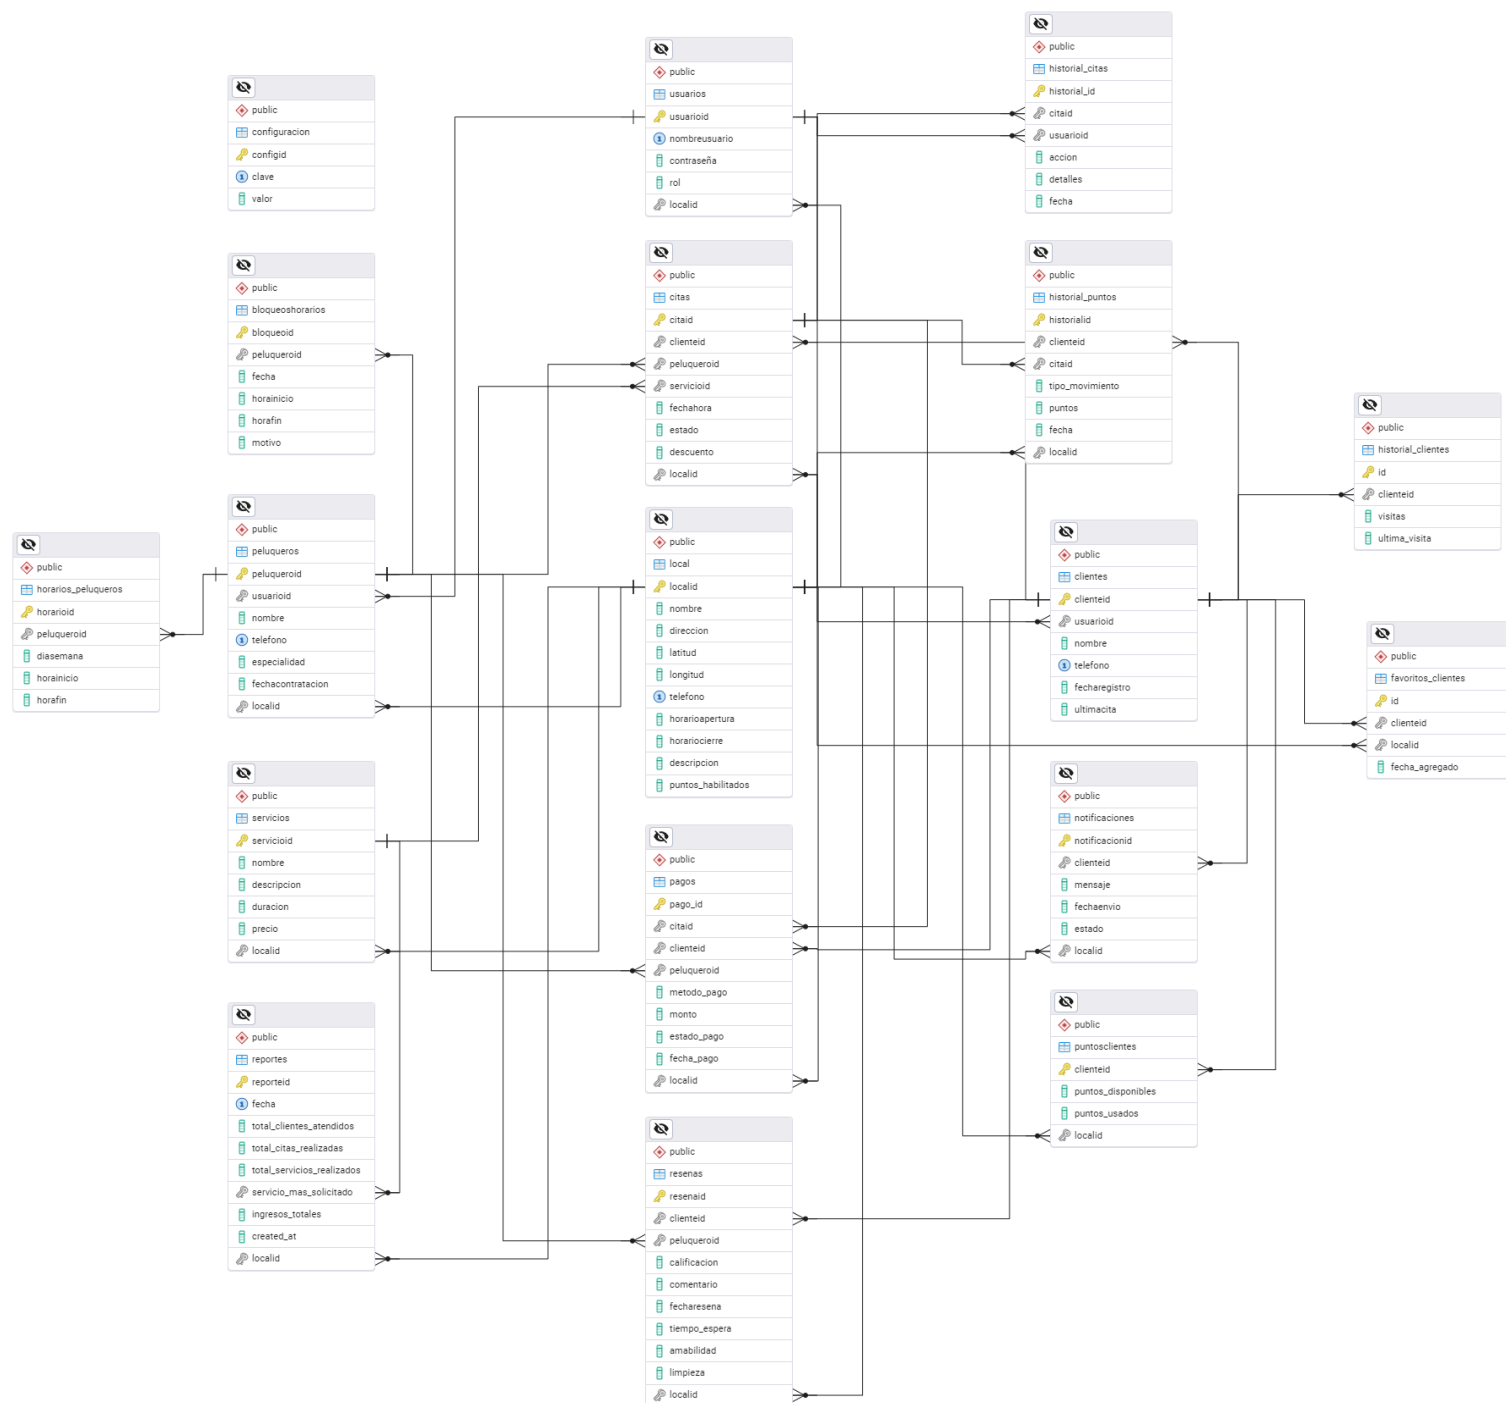 public
configuracion
configid
clave
valor
public
bloqueoshorarios
bloqueoid
peluqueroid
fecha
horainicio
horafin
motivo
public
horarios_peluqueros
horarioid
peluqueroid
diasemana
horainicio
horafin
public
peluqueros
peluqueroid
usuarioid
nombre
telefono
especialidad
fechacontratacion
localid
public
servicios
servicioid
nombre
descripcion
duracion
precio
localid
public
reportes
reporteid
fecha
total_clientes_atendidos
total_citas_realizadas
total_servicios_realizados
servicio_mas_solicitado
ingresos_totales
created_at
localid
public
usuarios
usuarioid
nombreusuario
contraseña
rol
localid
public
citas
citaid
clienteid
peluqueroid
servicioid
fechahora
estado
descuento
localid
public
local
localid
nombre
direccion
latitud
longitud
telefono
horarioapertura
horariocierre
descripcion
puntos_habilitados
public
pagos
pago_id
citaid
clienteid
peluqueroid
metodo_pago
monto
estado_pago
fecha_pago
localid
public
resenas
resenaid
clienteid
peluqueroid
calificacion
comentario
fecharesena
tiempo_espera
amabilidad
limpieza
localid
public
historial_citas
historial_id
citaid
usuarioid
accion
detalles
fecha
public
historial_puntos
historialid
clienteid
citaid
tipo_movimiento
puntos
fecha
localid
public
clientes
clienteid
usuarioid
nombre
telefono
fecharegistro
ultimacita
public
notificaciones
notificacionid
clienteid
mensaje
fechaenvio
estado
localid
public
puntosclientes
clienteid
puntos_disponibles
puntos_usados
localid
public
historial_clientes
id
clienteid
visitas
ultima_visita
public
favoritos_clientes
id
clienteid
localid
fecha_agregado